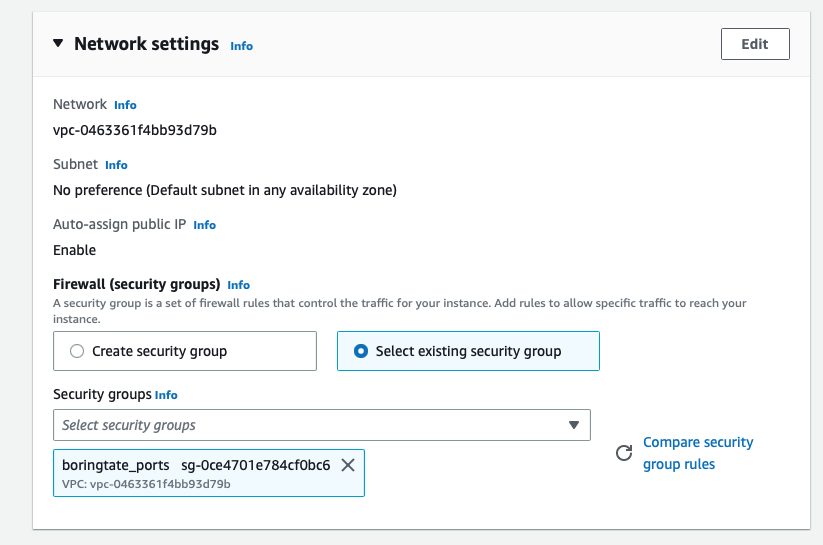 Network settings Info
Edit
Network Info
vpc-0463361f4bb93d79b
Subnet Info
No preference (Default subnet in any availability zone)
Auto-assign public IP Info
Enable
Firewall (security groups) Info
A security group is a set of firewall rules that control the traffic for your instance. Add rules to allow specific traffic to reach your
instance.
Create security group
Select existing security group
Security groups Info
Select security groups
boringtate_ports sg-0ce4701e784cf0bc6
VPC: vpc-0463361f4bb93d79b
Compare security
group rules